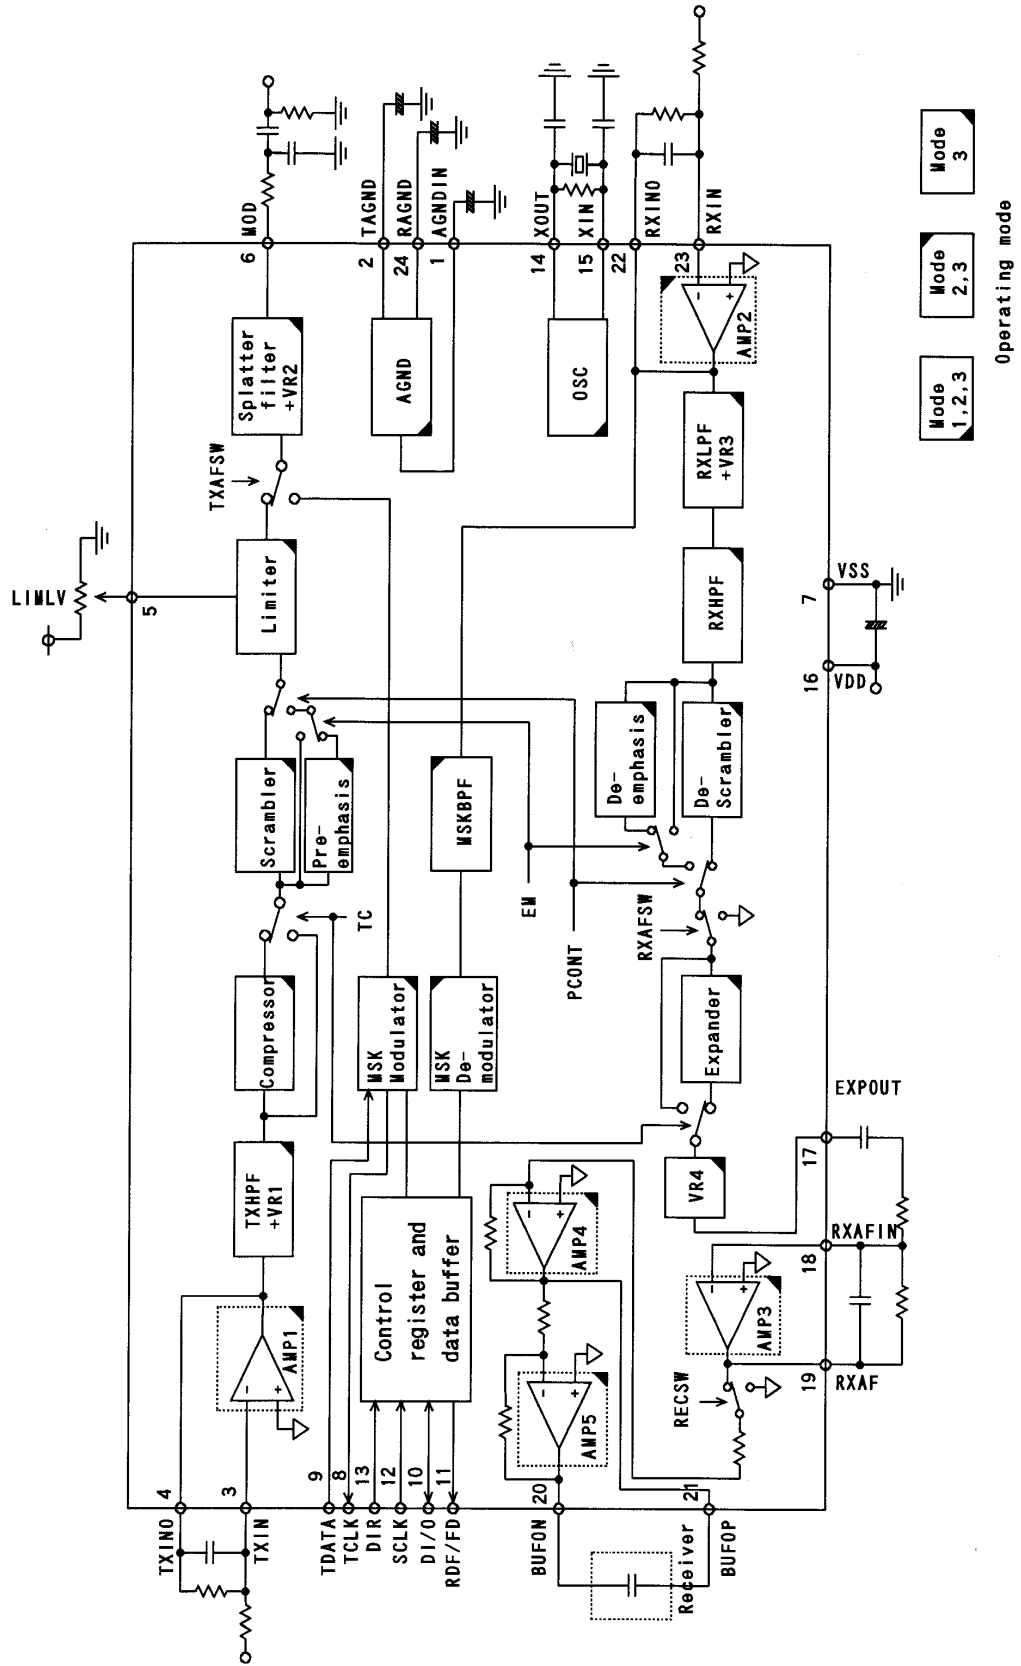 TXINO
4
TXIN
3
AMP1
TXHPF
+VR1
Compressor
TC
Scrambler
Pre-
emphasis
Limiter
LIMLV
5
TXAFSW
Splatter
filter
+VR2
6
MOD
TDATA
9
TCLK
8
DIR
13
SCLK
12
DI/O
10
RDF/FD
11
Control
register and
data buffer
MSK
Modulator
MSK
De-
modulator
MSKBPF
AGND
2
TAGND
24
RAGND
1
AGNDIN
EM
PCONT
OSC
14
XOUT
15
XIN
22
RXINO
23
RXIN
AMP2
RXLPF
+VR3
RXHPF
De-
emphasis
De-
Scrambler
RXAFSW
Expander
VR4
AMP4
AMP5
AMP3
RECSW
BUFON
20
BUFOP
21
Receiver
EXPOUT
17
RXAFIN
18
RXAF
19
VSS
7
VDD
16
Mode
1,2,3
Mode
2,3
Mode
3
Operating mode
-
+
-
+
-
+
-
+
-
+